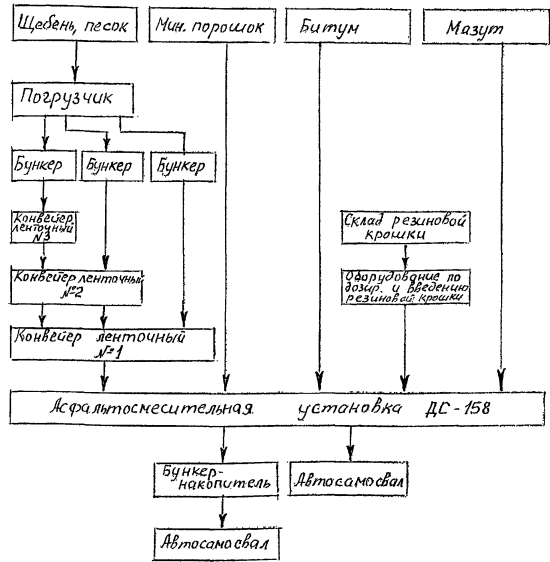 Щебень, песок
Мин. порошок
Битум
Мазут
Погрузчик
Бункер
Бункер
Бункер
Конвейер
ленточный
№3
Склад резиновой
крошки
Конвейер ленточный
№2
Оборудование по
дозир. и введению
резиновой крошки
Конвейер ленточный
№1
Асфальтосмесительная установка ДС-158
Бункер-
накопитель
Автосамосвал
Автосамосвал